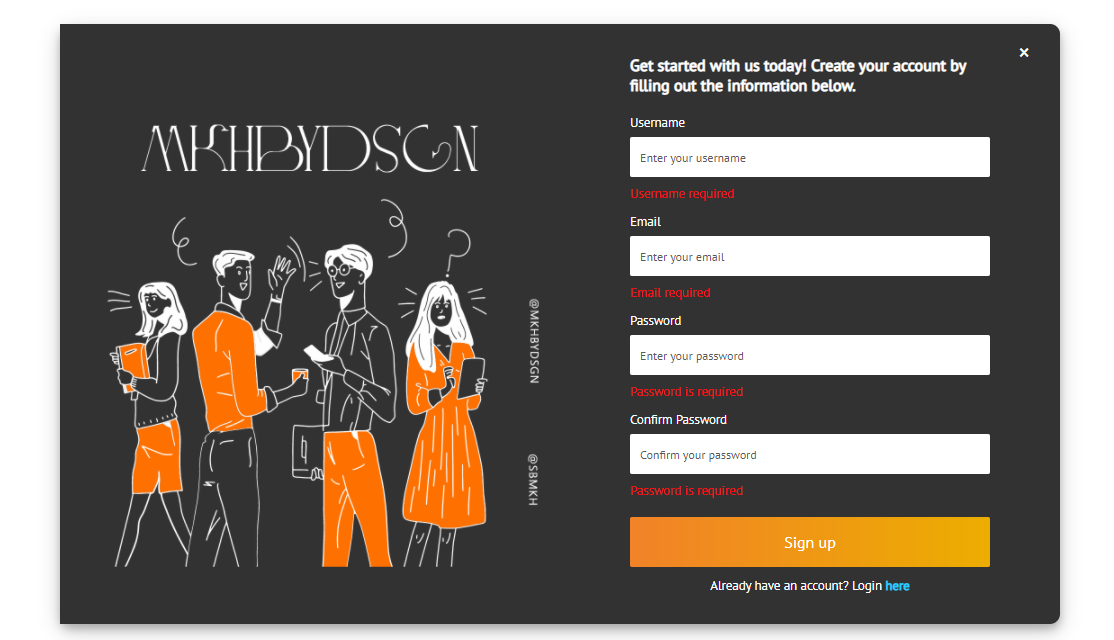 MKHBYDSGN
@MKHBYDSGN
@SBMKH
×
Get started with us today! Create your account by
filling out the information below.
Username
Enter your username
Username required
Email
Enter your email
Email required
Password
Enter your password
Password is required
Confirm Password
Confirm your password
Password is required
Sign up
Already have an account? Login here